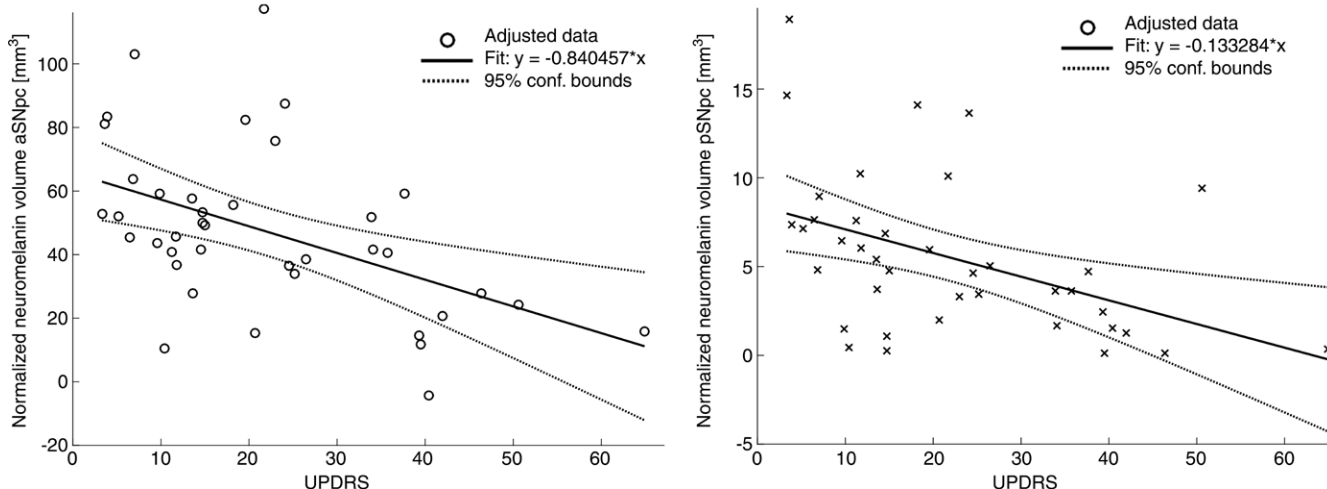 Normalized neuromelanin volume aSNpc [mm³]
100
80
60
40
20
0
-20
0 10 20 30 40 50 60
UPDRS
Adjusted data
Fit: y = -0.840457*x
95% conf. bounds
Normalized neuromelanin volume pSNpc [mm³]
15
10
5
0
-5
0 10 20 30 40 50 60
UPDRS
Adjusted data
Fit: y = -0.133284*x
95% conf. bounds